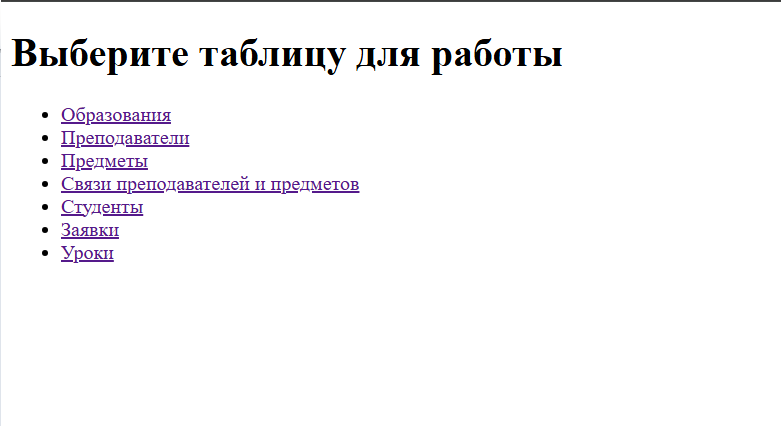 Выберите таблицу для работы
Образования
Преподаватели
Предметы
Связи преподавателей и предметов
Студенты
Заявки
Уроки